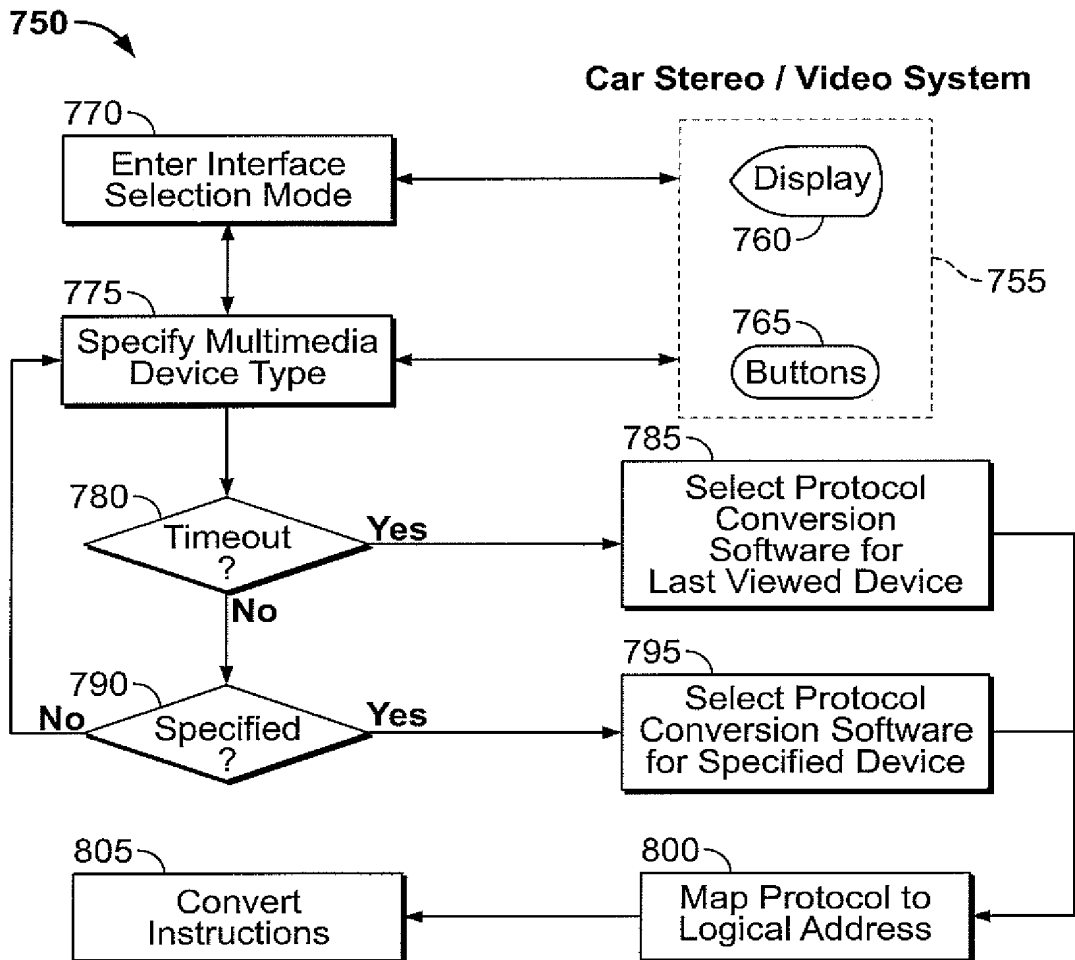 750
Car Stereo / Video System
770
Enter Interface
Selection Mode
Display
760
755
775
Specify Multimedia
Device Type
765
Buttons
780
Timeout
?
Yes
No
785
Select Protocol
Conversion
Software for
Last Viewed Device
790
Specified
?
No
Yes
795
Select Protocol
Conversion Software
for Specified Device
805
Convert
Instructions
800
Map Protocol to
Logical Address